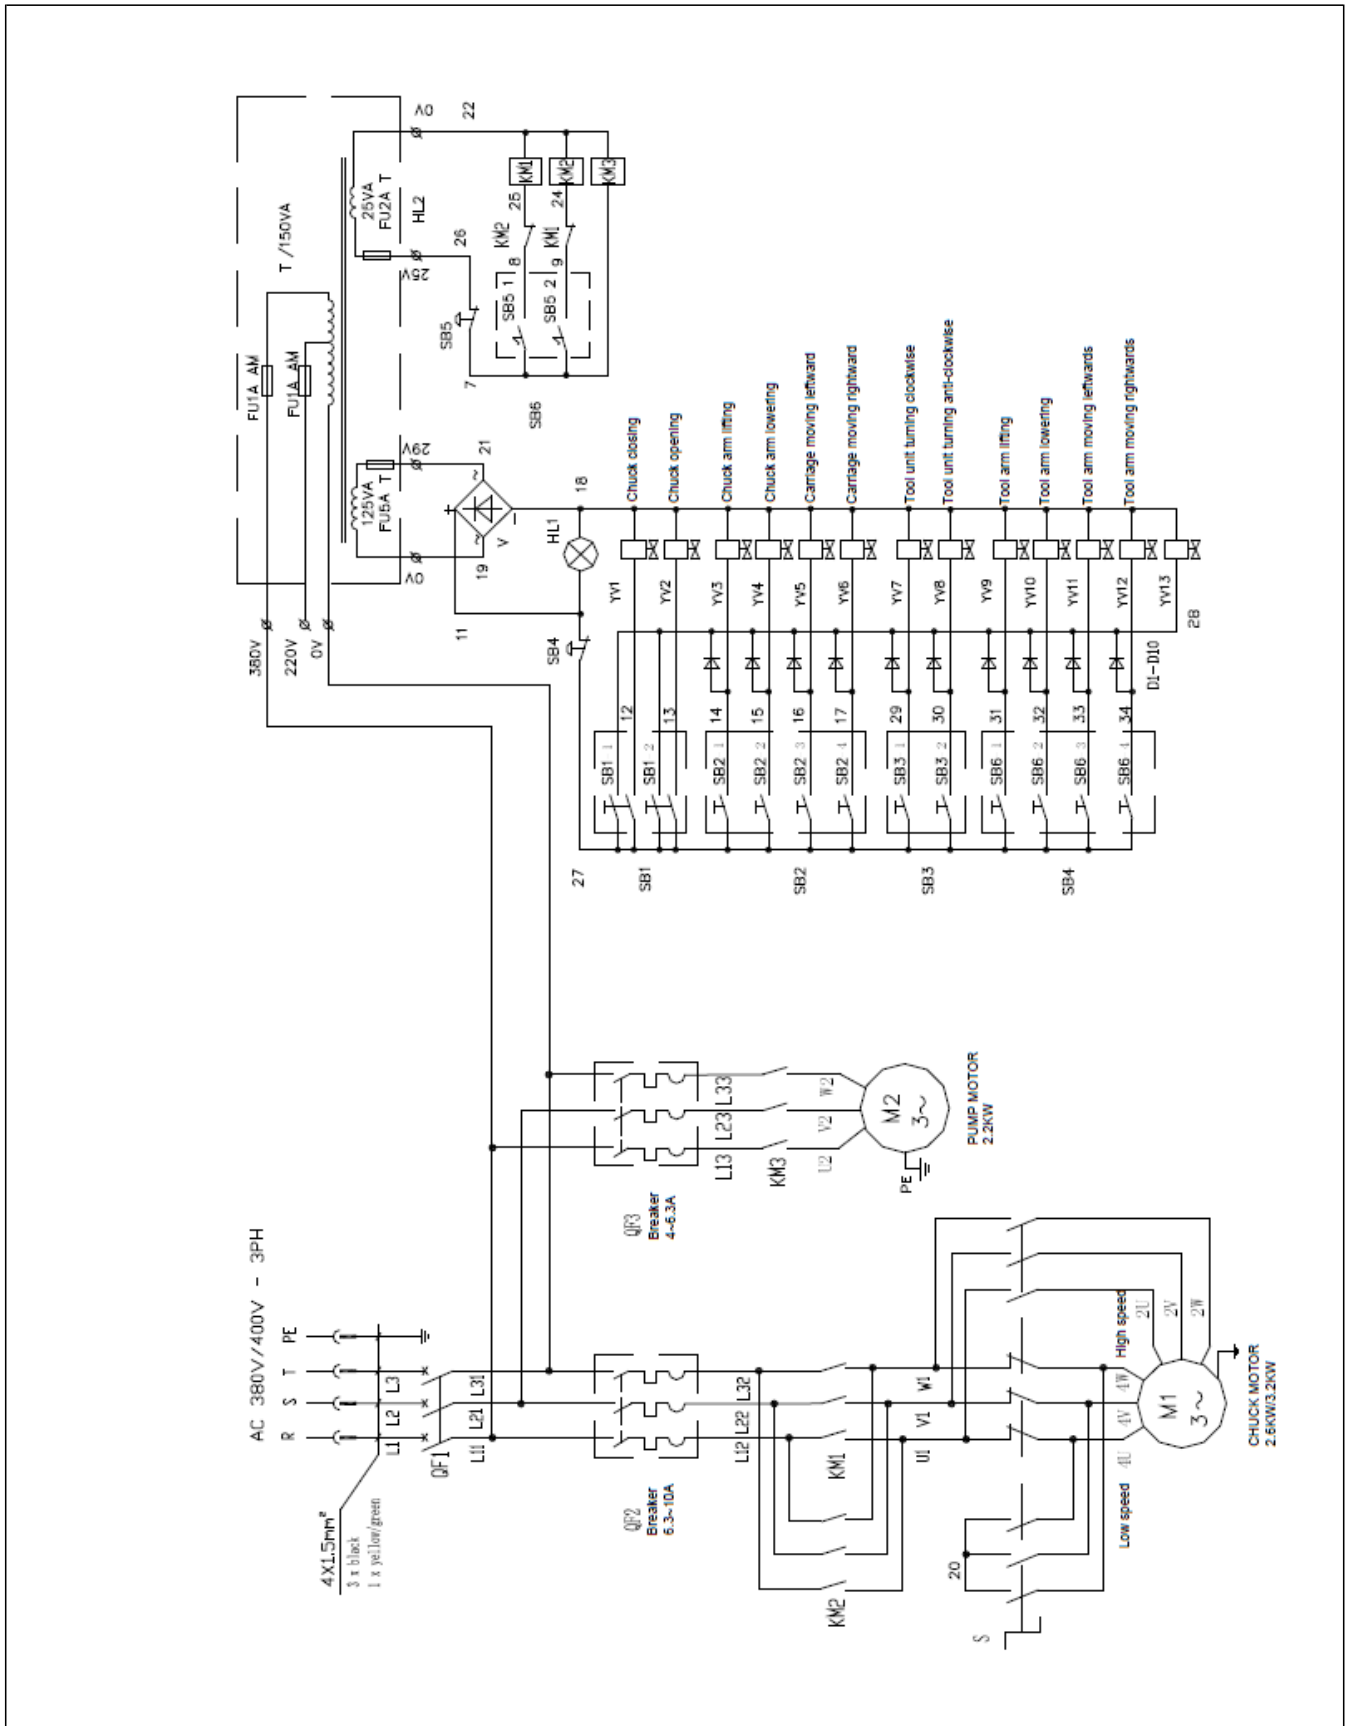 AC 380V/400V - 3PH
R
S
T
PE
4X1.5mm²
3 x black
1 x yellow/green
L1
L2
L3
QF1
L11
L21
L31
QF2
Breaker
6.3~10A
L12
L22
L32
KM1
KM2
U1
V1
W1
S
20
Low speed
High speed
4U
4V
4W
2U
2V
2W
M1
3~
CHUCK MOTOR
2.6KW/3.2KW
QF3
Breaker
4~6.3A
L13
L23
L33
KM3
U2
V2
W2
M2
3~
PE
PUMP MOTOR
2.2KW
380V
220V
0V
FU1A AM
FU1A AM
T /150VA
125VA
FU5A T
25VA
FU2A T
HL2
0V
29V
25V
0V
19
21
11
V
+
−
~
~
18
HL1
SB4
26
22
SB5
7
SB6
SB5 1
SB5 2
8
9
KM2
KM1
25
24
KM1
KM2
KM3
27
SB1
SB2
SB3
SB4
SB1 1
SB1 2
SB2 1
SB2 2
SB2 3
SB2 4
SB3 1
SB3 2
SB6 1
SB6 2
SB6 3
SB6 4
12
13
14
15
16
17
29
30
31
32
33
34
D1-D10
28
YV1
YV2
YV3
YV4
YV5
YV6
YV7
YV8
YV9
YV10
YV11
YV12
YV13
Chuck closing
Chuck opening
Chuck arm lifting
Chuck arm lowering
Carriage moving leftward
Carriage moving rightward
Tool unit turning clockwise
Tool unit turning anti-clockwise
Tool arm lifting
Tool arm lowering
Tool arm moving leftwards
Tool arm moving rightwards